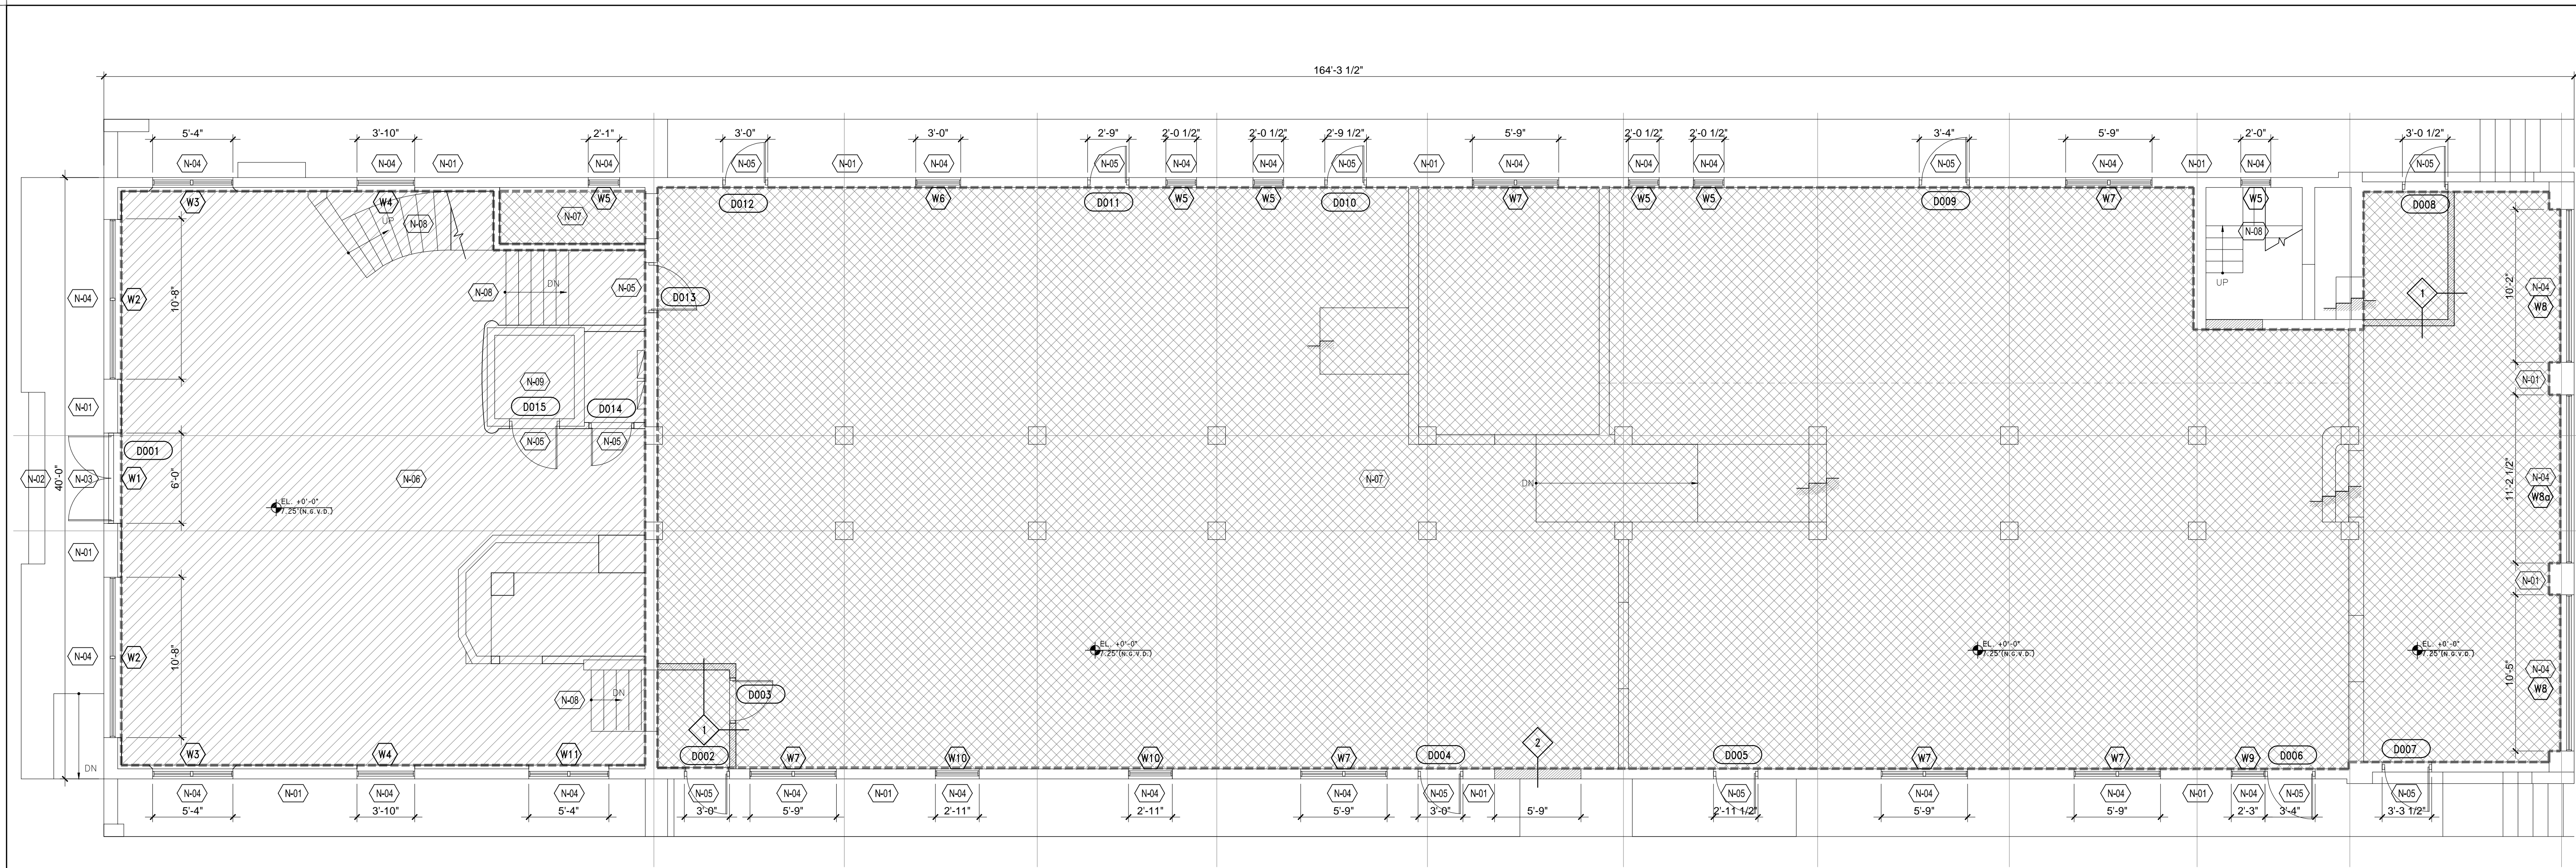 164'-3 1/2"
5'-4" 3'-10" 2'-1" 3'-0" 3'-0" 2'-9" 2'-0 1/2" 2'-0 1/2" 2'-9 1/2" 5'-9" 2'-0 1/2" 2'-0 1/2" 3'-4" 5'-9" 2'-0" 3'-0 1/2"
N-04 N-04 N-01 N-04 N-05 N-01 N-04 N-05 N-04 N-04 N-05 N-01 N-04 N-04 N-04 N-05 N-04 N-01 N-04 N-05
W3 W4 W5 D012 W6 D011 W5 W5 D010 W7 W5 W5 D009 W7 W5 D008
N-07
UP N-08
N-08
N-05
DN
N-08
D013
UP
1
N-04
W2
10'-8"
10'-2"
N-04
W8
N-09
D015 D014
N-01
N-01
N-05 N-05
D001
N-02
40'-0"
N-03
W1
6'-0"
N-06
N-07
DN
11'-2 1/2"
N-04
W8a
EL. +0'-0"
7.25'(N.G.V.D.)
N-01
N-01
N-04
W2
10'-8"
EL. +0'-0"
7.25'(N.G.V.D.)
EL. +0'-0"
7.25'(N.G.V.D.)
EL. +0'-0"
7.25'(N.G.V.D.)
10'-5"
N-04
W8
N-08
DN
D003
1
2
DN
W3 W4 W11 D002 W7 W10 W10 W7 D004 D005 W7 W7 W9 D006 D007
N-04 N-01 N-04 N-04 N-05 N-04 N-01 N-04 N-04 N-04 N-05 N-01 N-05 N-04 N-04 N-01 N-04 N-05 N-05
5'-4" 3'-10" 5'-4" 3'-0" 5'-9" 2'-11" 2'-11" 5'-9" 3'-0" 5'-9" 2'-11 1/2" 5'-9" 5'-9" 2'-3" 3'-4" 3'-3 1/2"